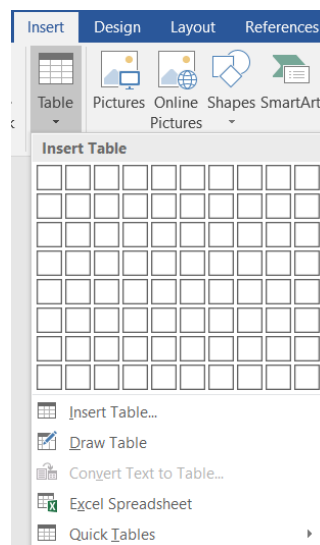 Insert Design Layout References
Table Pictures Online Shapes SmartArt
Pictures
Insert Table
Insert Table...
Draw Table
Convert Text to Table...
Excel Spreadsheet
Quick Tables